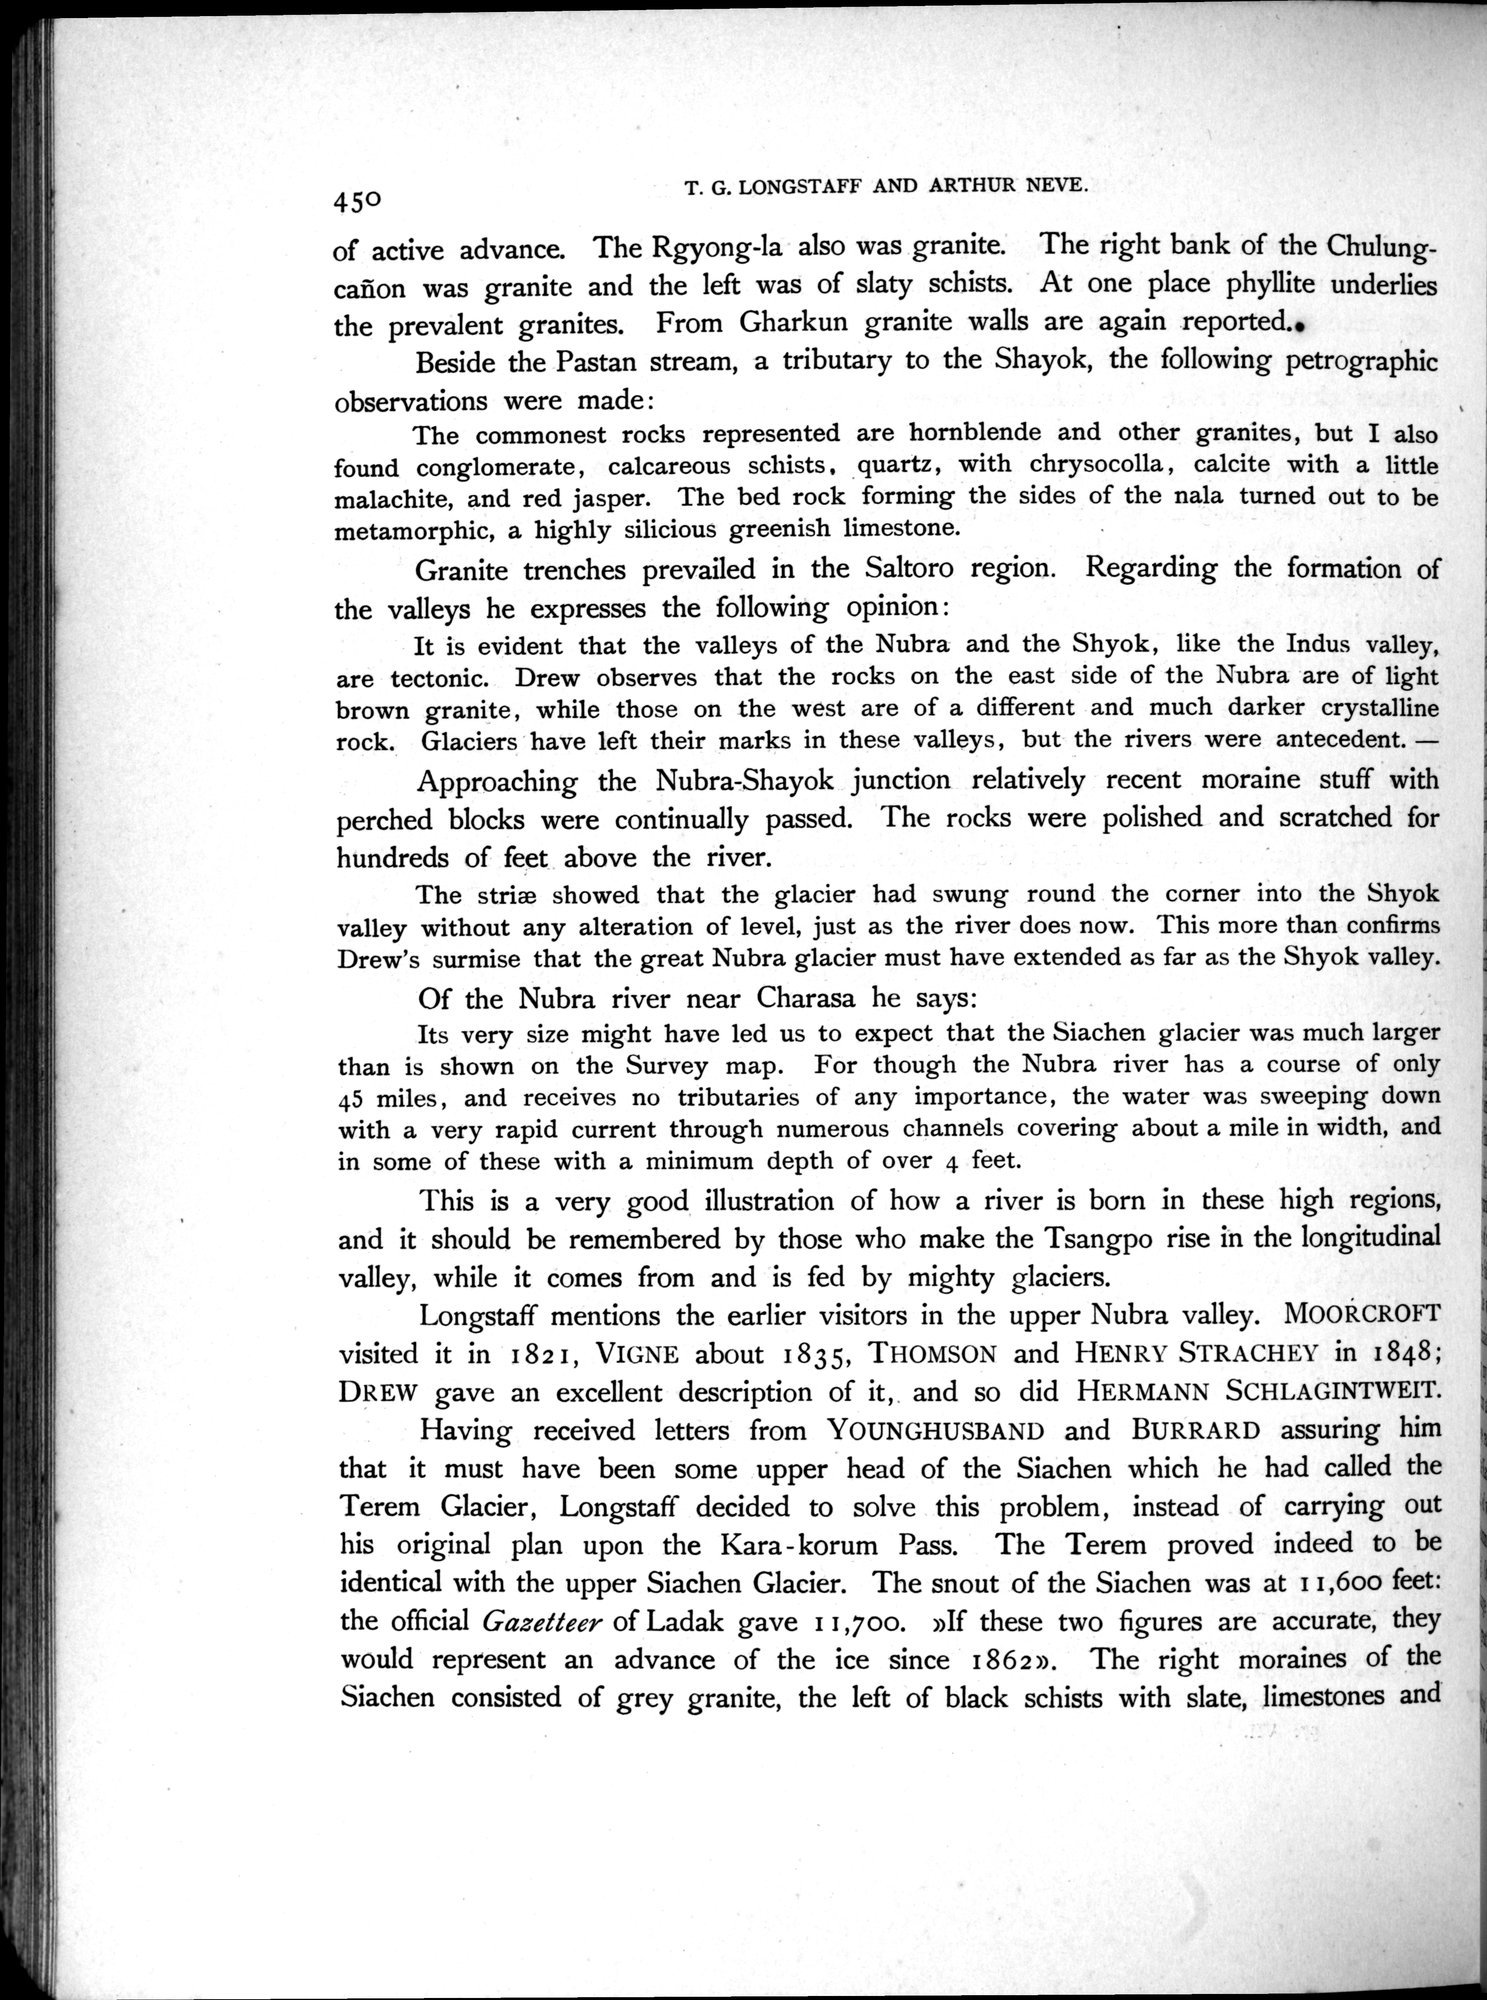 450
T. G. LONGSTAFF AND ARTHUR NEVE.
of active advance. The Rgyong-la also was granite. The right bank of the Chulung-
cañon was granite and the left was of slaty schists. At one place phyllite underlies
the prevalent granites. From Gharkun granite walls are again reported.
Beside the Pastan stream, a tributary to the Shayok, the following petrographic
observations were made:
The commonest rocks represented are hornblende and other granites, but I also
found conglomerate, calcareous schists, quartz, with chrysocolla, calcite with a little
malachite, and red jasper. The bed rock forming the sides of the nala turned out to be
metamorphic, a highly silicious greenish limestone.
Granite trenches prevailed in the Saltoro region. Regarding the formation of
the valleys he expresses the following opinion:
It is evident that the valleys of the Nubra and the Shyok, like the Indus valley,
are tectonic. Drew observes that the rocks on the east side of the Nubra are of light
brown granite, while those on the west are of a different and much darker crystalline
rock. Glaciers have left their marks in these valleys, but the rivers were antecedent. —
Approaching the Nubra-Shayok junction relatively recent moraine stuff with
perched blocks were continually passed. The rocks were polished and scratched for
hundreds of feet above the river.
The striæ showed that the glacier had swung round the corner into the Shyok
valley without any alteration of level, just as the river does now. This more than confirms
Drew's surmise that the great Nubra glacier must have extended as far as the Shyok valley.
Of the Nubra river near Charasa he says:
Its very size might have led us to expect that the Siachen glacier was much larger
than is shown on the Survey map. For though the Nubra river has a course of only
45 miles, and receives no tributaries of any importance, the water was sweeping down
with a very rapid current through numerous channels covering about a mile in width, and
in some of these with a minimum depth of over 4 feet.
This is a very good illustration of how a river is born in these high regions,
and it should be remembered by those who make the Tsangpo rise in the longitudinal
valley, while it comes from and is fed by mighty glaciers.
Longstaff mentions the earlier visitors in the upper Nubra valley. MOORCROFT
visited it in 1821, VIGNE about 1835, THOMSON and HENRY STRACHEY in 1848;
DREW gave an excellent description of it, and so did HERMANN SCHLAGINTWEIT.
Having received letters from YOUNGHUSBAND and BURRARD assuring him
that it must have been some upper head of the Siachen which he had called the
Terem Glacier, Longstaff decided to solve this problem, instead of carrying out
his original plan upon the Kara-korum Pass. The Terem proved indeed to be
identical with the upper Siachen Glacier. The snout of the Siachen was at 11,600 feet:
the official Gazetteer of Ladak gave 11,700. »If these two figures are accurate, they
would represent an advance of the ice since 1862». The right moraines of the
Siachen consisted of grey granite, the left of black schists with slate, limestones and